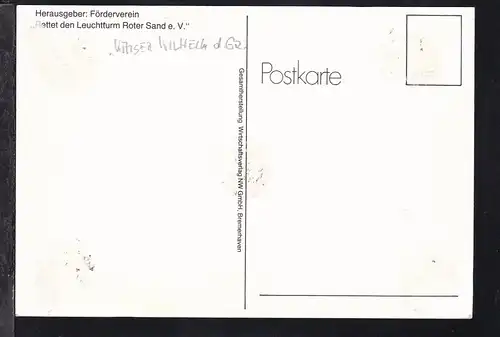 Herausgeber: Förderverein
„Rettet den Leuchtturm Roter Sand e. V."
„KAISER WILHELM d. GR."
Postkarte
Gesamtherstellung: Wirtschaftsverlag NW GmbH, Bremerhaven